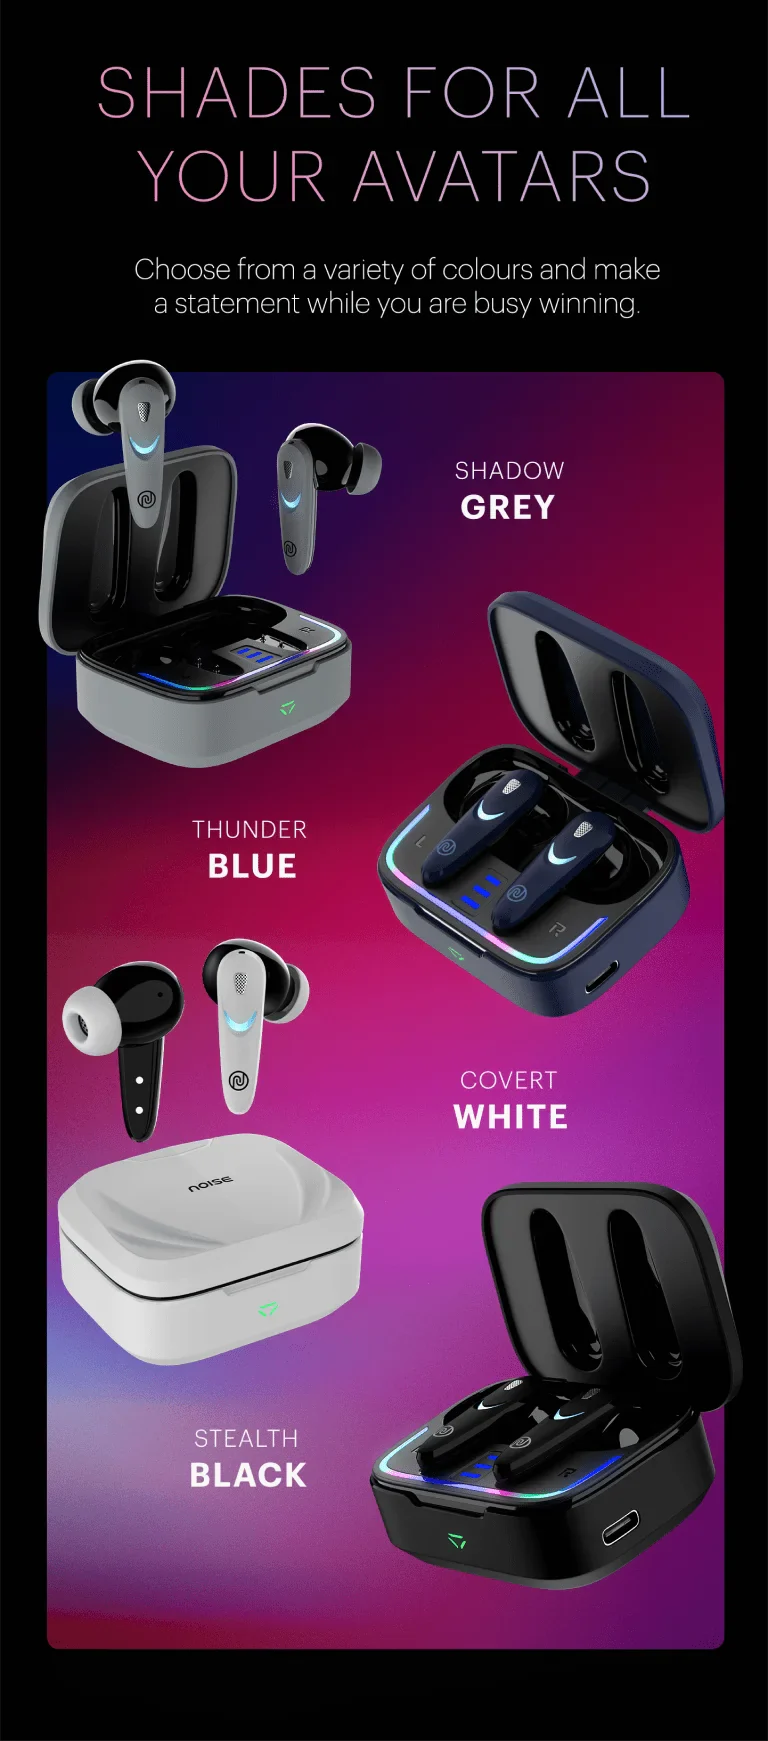 SHADES FOR ALL
YOUR AVATARS
Choose from a variety of colours and make
a statement while you are busy winning.
SHADOW
GREY
R
THUNDER
BLUE
L
R
COVERT
WHITE
NOISE
STEALTH
BLACK
R